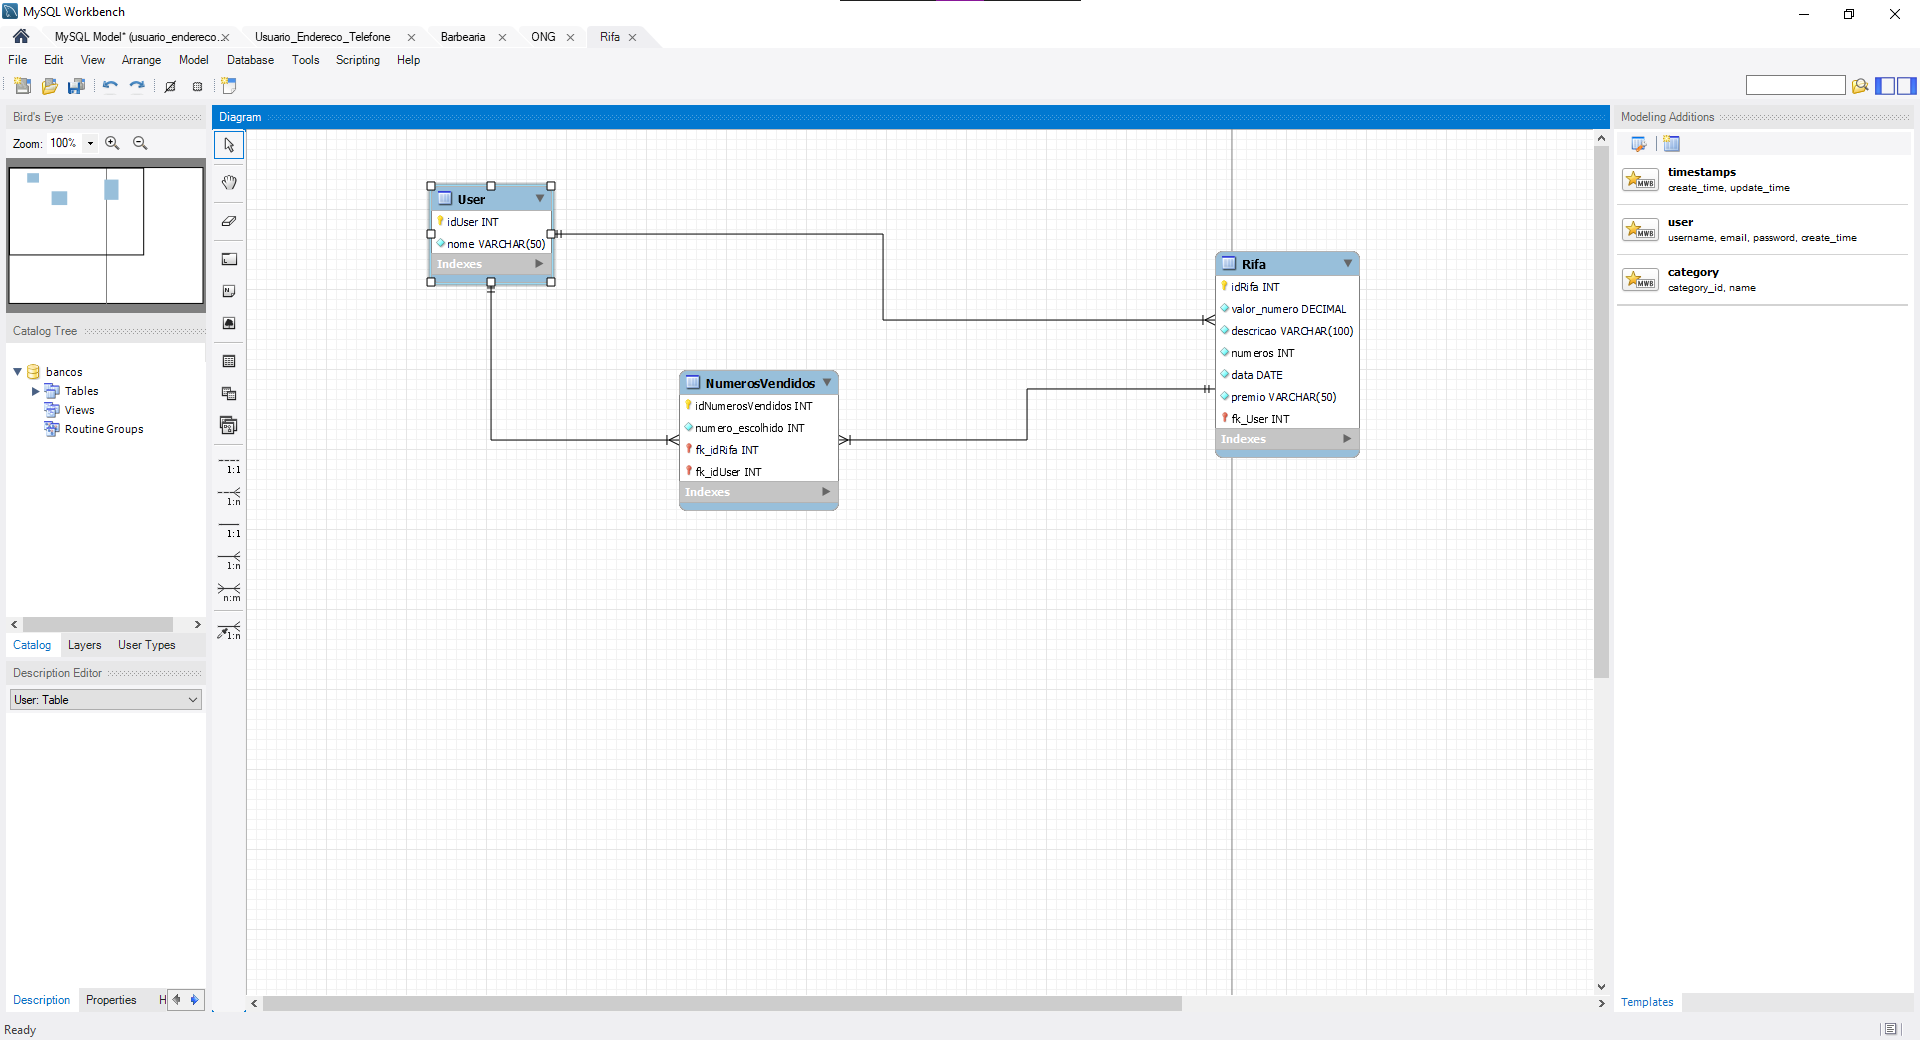 MySQL Workbench
MySQL Model* (usuario_endereco...
Usuario_Endereco_Telefone
Barbearia
ONG
Rifa
File Edit View Arrange Model Database Tools Scripting Help
Bird's Eye
Zoom: 100%
Catalog Tree
bancos
Tables
Views
Routine Groups
Catalog Layers User Types
Description Editor
User: Table
Description Properties H
Ready
Diagram
1:1
1:n
1:1
1:n
n:m
1:n
User
idUser INT
nome VARCHAR(50)
Indexes
NumerosVendidos
idNumerosVendidos INT
numero_escolhido INT
fk_idRifa INT
fk_idUser INT
Indexes
Rifa
idRifa INT
valor_numero DECIMAL
descricao VARCHAR(100)
numeros INT
data DATE
premio VARCHAR(50)
fk_User INT
Indexes
Modeling Additions
MWB
timestamps
create_time, update_time
MWB
user
username, email, password, create_time
MWB
category
category_id, name
Templates